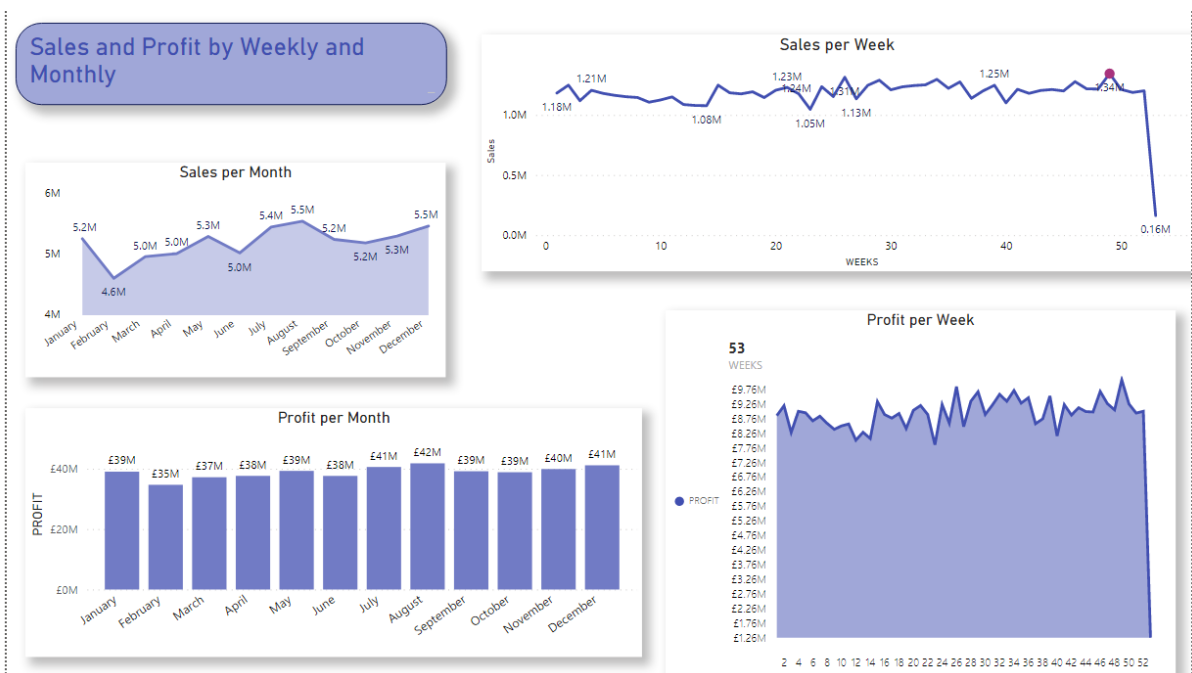 Sales and Profit by Weekly and
Monthly
Sales per Week
1.18M
1.21M
1.08M
1.23M
1.24M
1.05M
1.31M
1.13M
1.25M
1.34M
0.16M
1.0M
0.5M
0.0M
Sales
0 10 20 30 40 50
WEEKS
Sales per Month
6M
5M
4M
5.2M
4.6M
5.0M
5.0M
5.3M
5.0M
5.4M
5.5M
5.2M
5.2M
5.3M
5.5M
January February March April May June July August September October November December
Profit per Week
53
WEEKS
£9.76M
£9.26M
£8.76M
£8.26M
£7.76M
£7.26M
£6.76M
£6.26M
£5.76M
£5.26M
£4.76M
£4.26M
£3.76M
£3.26M
£2.76M
£2.26M
£1.76M
£1.26M
PROFIT
2 4 6 8 10 12 14 16 18 20 22 24 26 28 30 32 34 36 38 40 42 44 46 48 50 52
Profit per Month
£40M
£20M
£0M
PROFIT
£39M £35M £37M £38M £39M £38M £41M £42M £39M £39M £40M £41M
January February March April May June July August September October November December